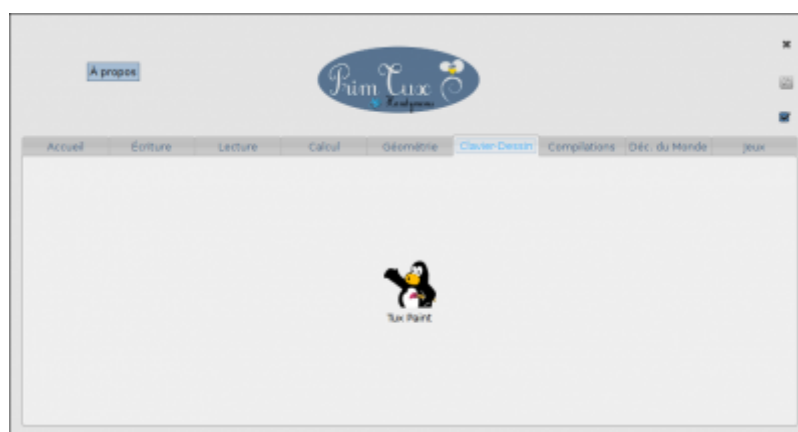 À propos
Prim Tux
Accueil Écriture Lecture Calcul Géométrie Clavier-Dessin Compilations Déc. du Monde Jeux
Tux Paint